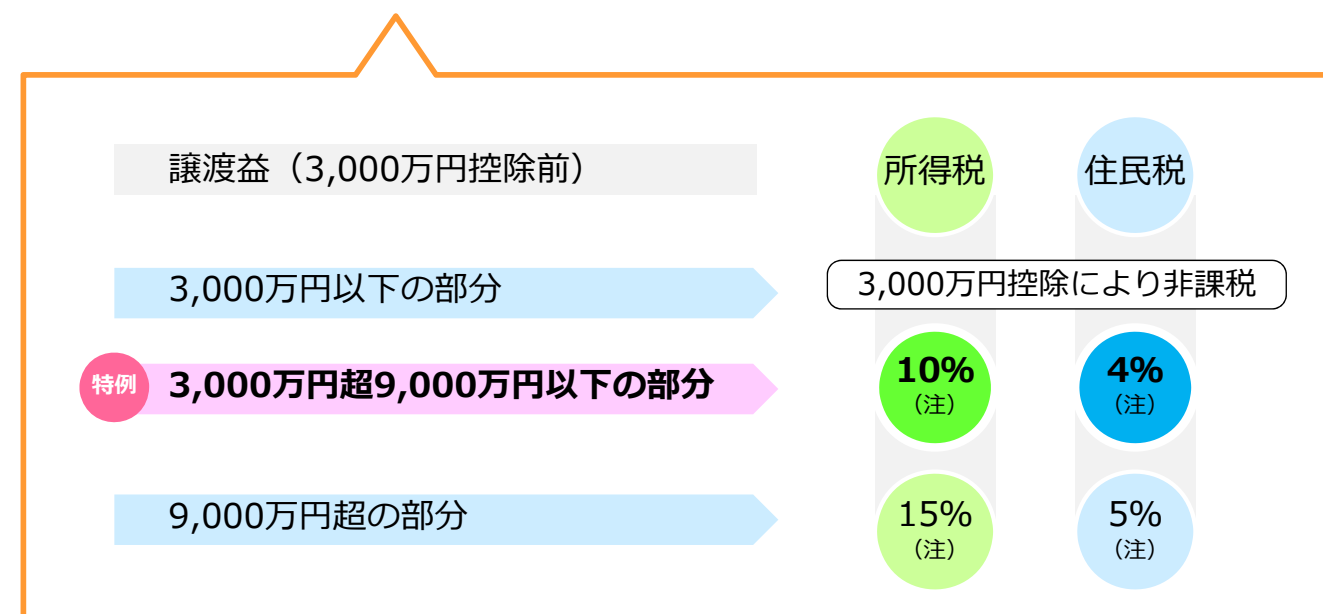 譲渡益（3,000万円控除前）
所得税
住民税
3,000万円以下の部分
3,000万円控除により非課税
特例
3,000万円超9,000万円以下の部分
10%
（注）
4%
（注）
9,000万円超の部分
15%
（注）
5%
（注）